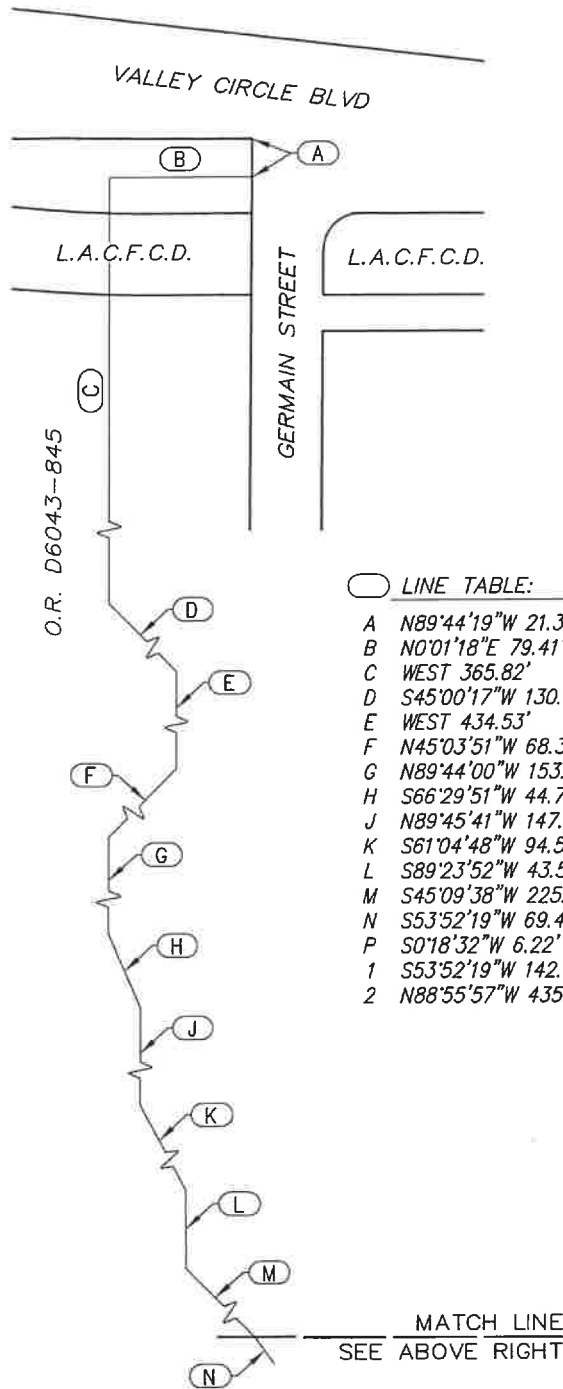 VALLEY CIRCLE BLVD
A
B
L.A.C.F.C.D.
L.A.C.F.C.D.
GERMAIN STREET
C
O.R. D6043-845
D
E
F
G
H
J
K
L
M
N
LINE TABLE:
A N89°44'19"W 21.3
B N0°01'18"E 79.41
C WEST 365.82'
D S45°00'17"W 130.
E WEST 434.53'
F N45°03'51"W 68.3
G N89°44'00"W 153.
H S66°29'51"W 44.7
J N89°45'41"W 147.
K S61°04'48"W 94.5
L S89°23'52"W 43.5
M S45°09'38"W 225.
N S53°52'19"W 69.4
P S0°18'32"W 6.22'
1 S53°52'19"W 142.
2 N88°55'57"W 435
MATCH LINE
SEE ABOVE RIGHT